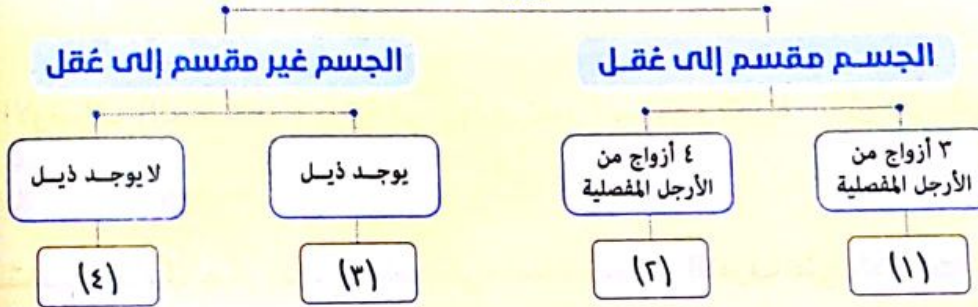 الجسم مقسم إلى عُقل
الجسم غير مقسم إلى عُقل
٣ أزواج من
الأرجل المفصلية
٤ أزواج من
الأرجل المفصلية
يوجد ذيل
لا يوجد ذيل
(١)
(٢)
(٣)
(٤)